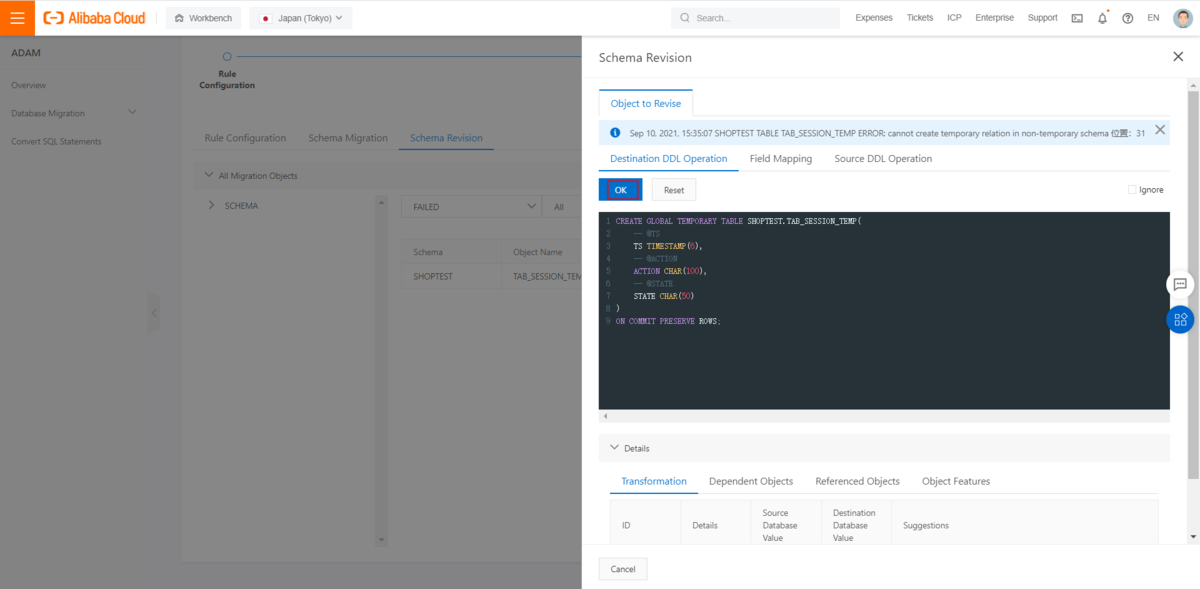 Alibaba Cloud
Workbench
Japan (Tokyo)
Search...
Expenses
Tickets
ICP
Enterprise
Support
EN
ADAM
Overview
Database Migration
Convert SQL Statements
Rule
Configuration
Rule Configuration
Schema Migration
Schema Revision
All Migration Objects
SCHEMA
FAILED
All
Schema
Object Name
SHOPTEST
TAB_SESSION_TEM
Schema Revision
Object to Revise
Sep 10, 2021, 15:35:07 SHOPTEST TABLE TAB_SESSION_TEMP ERROR: cannot create temporary relation in non-temporary schema 位置：31
Destination DDL Operation
Field Mapping
Source DDL Operation
OK
Reset
Ignore
1 CREATE GLOBAL TEMPORARY TABLE SHOPTEST.TAB_SESSION_TEMP(
2 -- @TS
3 TS TIMESTAMP(6),
4 -- @ACTION
5 ACTION CHAR(100),
6 -- @STATE
7 STATE CHAR(50)
8 )
9 ON COMMIT PRESERVE ROWS;
Details
Transformation
Dependent Objects
Referenced Objects
Object Features
ID
Details
Source
Database
Value
Destination
Database
Value
Suggestions
Cancel